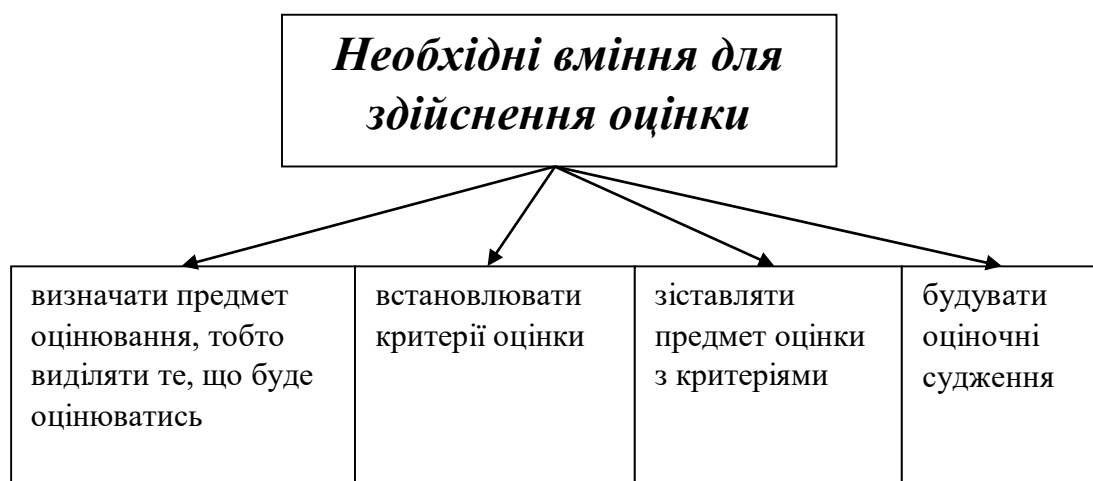 Необхідні вміння для
здійснення оцінки
визначати предмет
оцінювання, тобто
виділяти те, що буде
оцінюватись
встановлювати
критерії оцінки
зіставляти
предмет оцінки
з критеріями
будувати
оціночні
судження